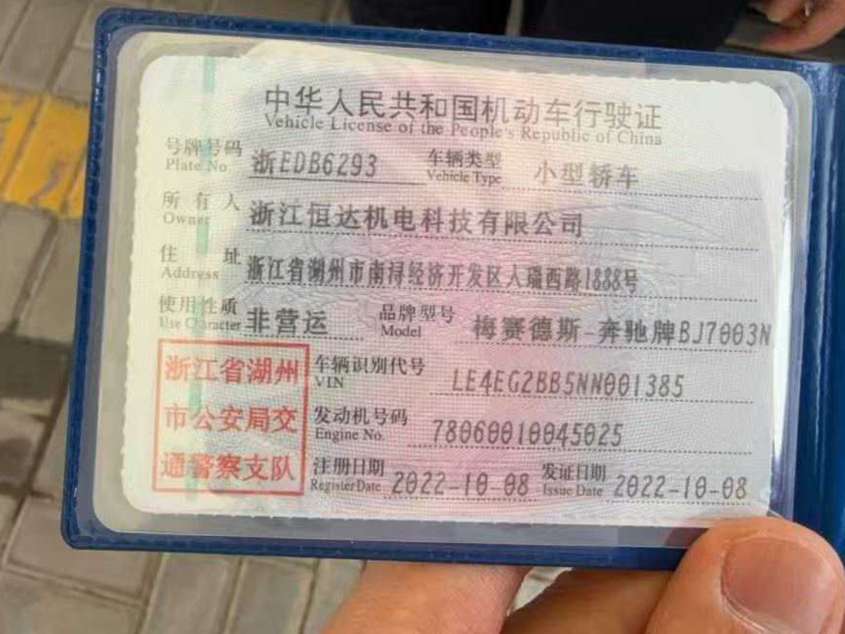 中华人民共和国机动车行驶证
Vehicle License of the People's Republic of China
号牌号码 浙EDB6293 车辆类型 小型轿车
Plate No. Vehicle Type
所有人 浙江恒达机电科技有限公司
Owner
住址 浙江省湖州市南浔经济开发区人瑞西路1888号
Address
使用性质 非营运 品牌型号 梅赛德斯-奔驰牌BJ7003N
Use Character Model
浙江省湖州
市公安局交
通警察支队
车辆识别代号 LE4EG2BB5NN001385
VIN
发动机号码 78060010045025
Engine No.
注册日期 2022-10-08 发证日期 2022-10-08
Register Date Issue Date